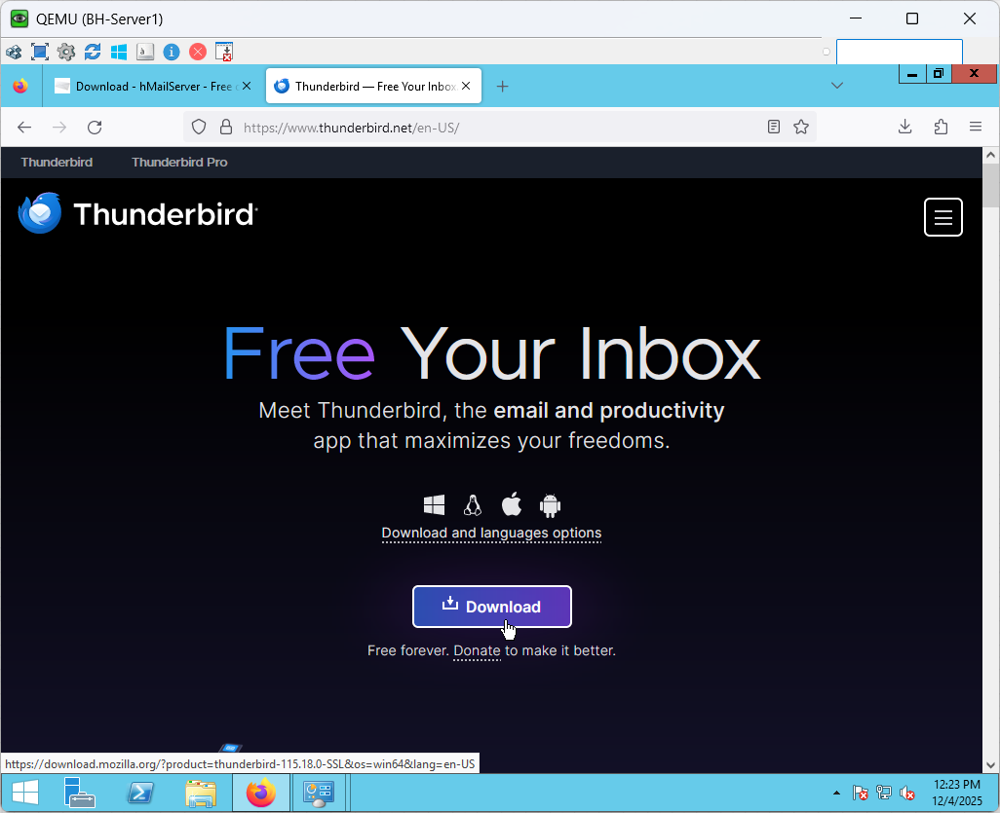 QEMU (BH-Server1)
Download - hMailServer - Free
Thunderbird — Free Your Inbox
https://www.thunderbird.net/en-US/
Thunderbird Thunderbird Pro
Thunderbird
Free Your Inbox
Meet Thunderbird, the email and productivity
app that maximizes your freedoms.
Download and languages options
Download
Free forever. Donate to make it better.
https://download.mozilla.org/?product=thunderbird-115.18.0-SSL&os=win64&lang=en-US
12:23 PM
12/4/2025